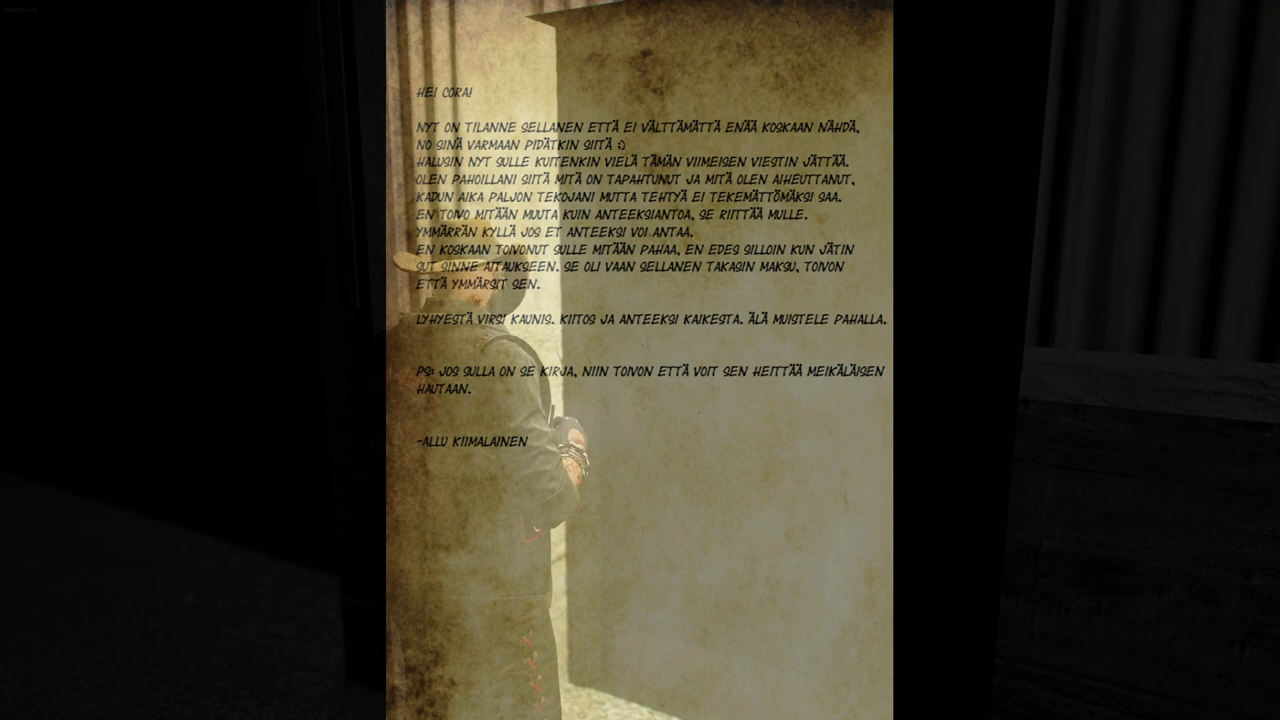 HEI CORA!
NYT ON TILANNE SELLANEN ETTÄ EI VÄLTTÄMÄTTÄ ENÄÄ KOSKAAN NÄHDÄ,
NO SINÄ VARMAAN PIDÄTKIN SIITÄ :)
HALUSIN NYT SULLE KUITENKIN VIELÄ TÄMÄN VIIMEISEN VIESTIN JÄTTÄÄ.
OLEN PAHOILLANI SIITÄ MITÄ ON TAPAHTUNUT JA MITÄ OLEN AIHEUTTANUT,
KADUN AIKA PALJON TEKOJANI MUTTA TEHTYÄ EI TEKEMÄTTÖMÄKSI SAA.
EN TOIVO MITÄÄN MUUTA KUIN ANTEEKSIANTOA, SE RIITTÄÄ MULLE.
YMMÄRRÄN KYLLÄ JOS ET ANTEEKSI VOI ANTAA.
EN KOSKAAN TOIVONUT SULLE MITÄÄN PAHAA, EN EDES SILLOIN KUN JÄTIN
SUT SINNE AITAUKSEEN. SE OLI VAAN SELLANEN TAKASIN MAKSU, TOIVON
ETTÄ YMMÄRSIT SEN.
LYHYESTÄ VIRSI KAUNIS. KIITOS JA ANTEEKSI KAIKESTA. ÄLÄ MUISTELE PAHALLA.
PS: JOS SULLA ON SE KIRJA, NIIN TOIVON ETTÄ VOIT SEN HEITTÄÄ MEIKÄLÄISEN
HAUTAAN.
-ALLU KIIMALAINEN